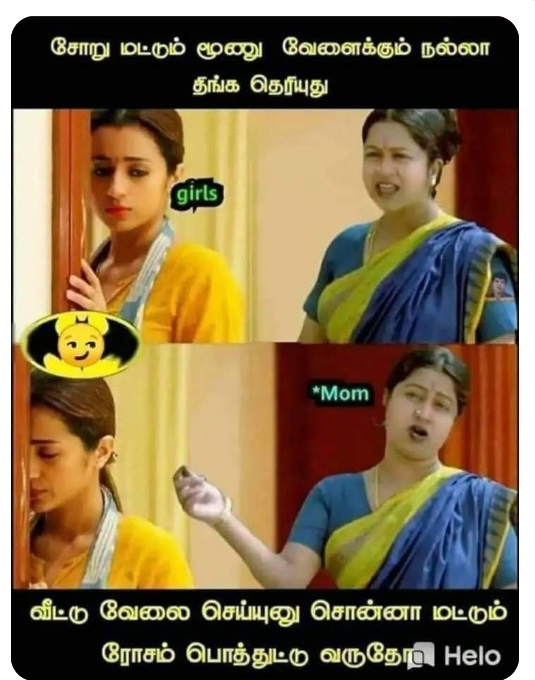 சோறு மட்டும் மூணு வேளைக்கும் நல்லா
திங்க தெரியுது
girls
*Mom
வீட்டு வேலை செய்யுனு சொன்னா மட்டும்
ரோசம் பொத்துட்டு வருதோ
Helo